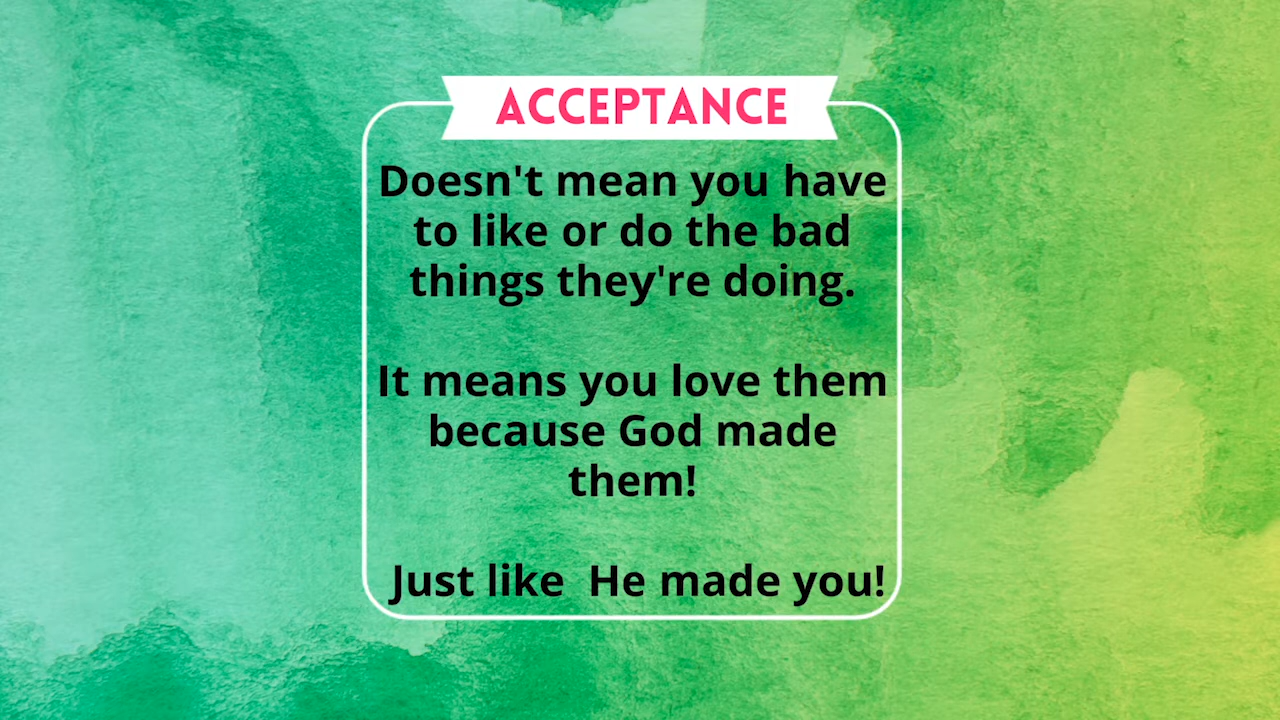 ACCEPTANCE
Doesn't mean you have
to like or do the bad
things they're doing.
It means you love them
because God made
them!
Just like  He made you!